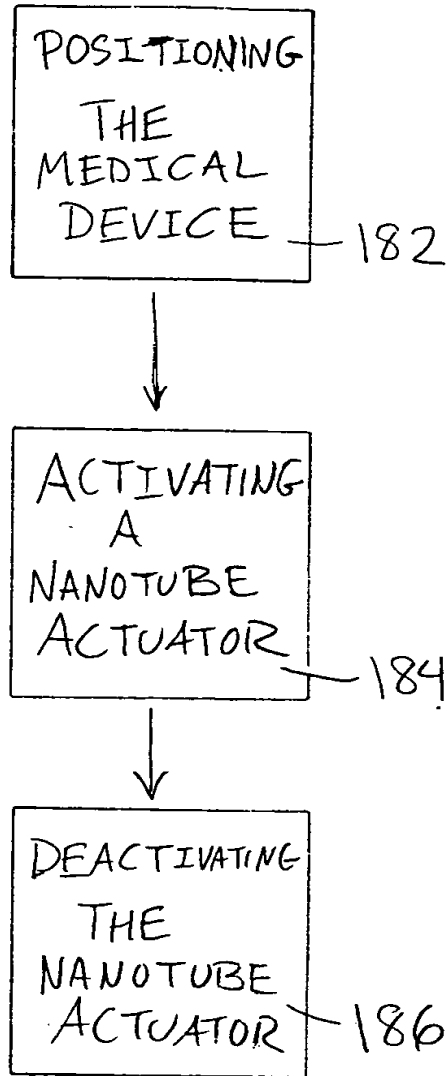 POSITIONING
THE
MEDICAL
DEVICE
182
ACTIVATING
A
NANOTUBE
ACTUATOR
184
DEACTIVATING
THE
NANOTUBE
ACTUATOR
186